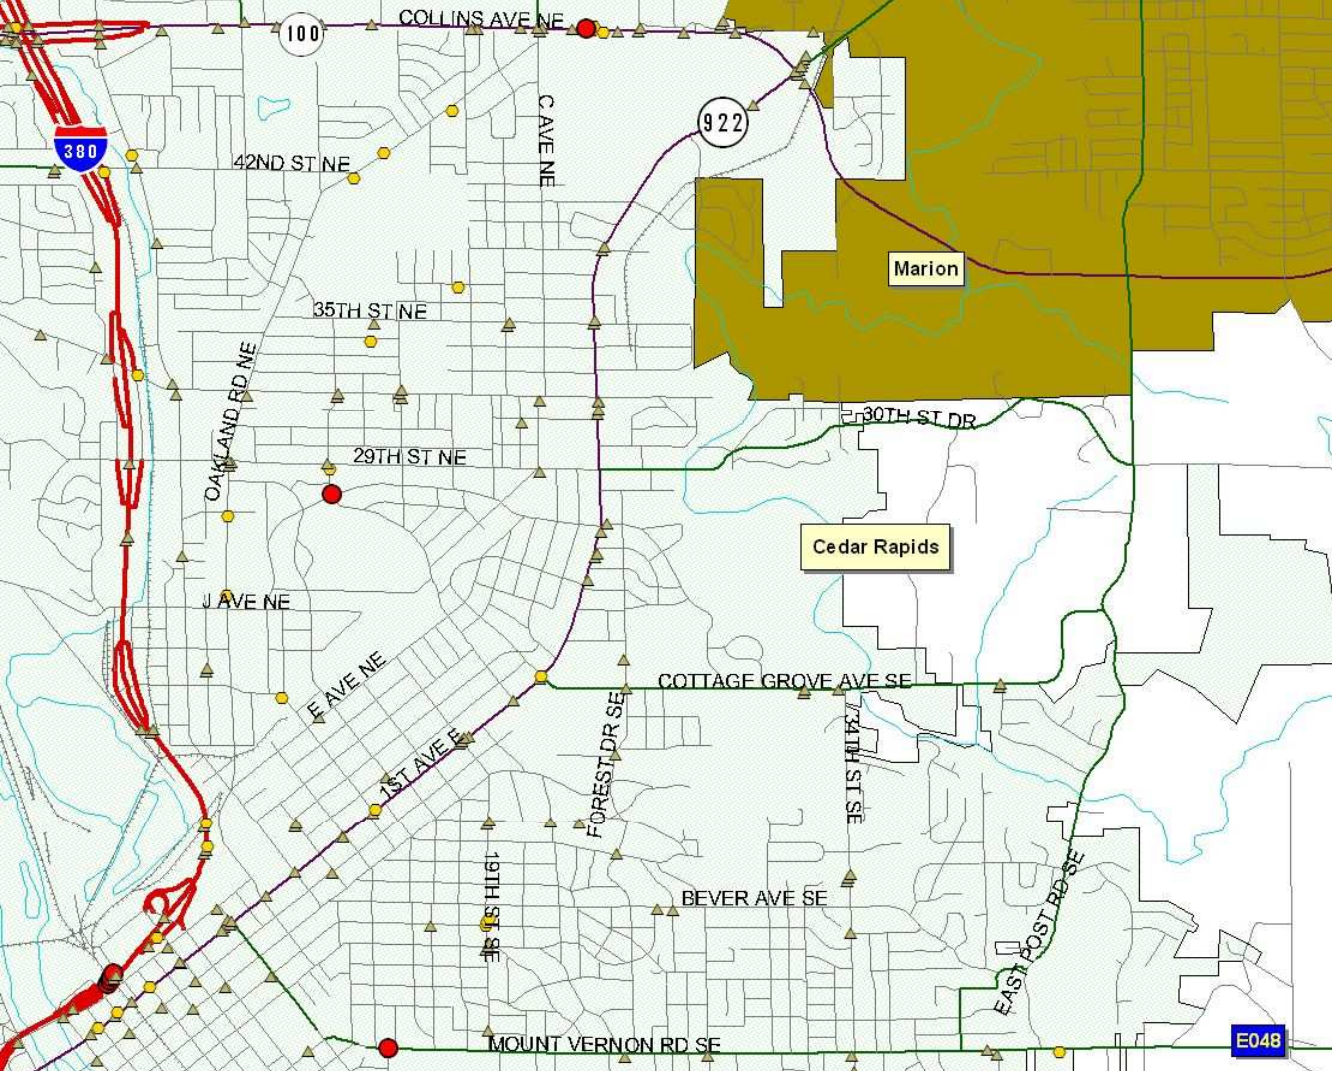 COLLINS AVE NE
100
C AVE NE
922
380
42ND ST NE
Marion
35TH ST NE
OAKLAND RD NE
30TH ST DR
29TH ST NE
Cedar Rapids
J AVE NE
E AVE NE
COTTAGE GROVE AVE SE
1ST AVE E
FOREST DR SE
34TH ST SE
19TH ST SE
BEVER AVE SE
EAST POST RD SE
MOUNT VERNON RD SE
E048